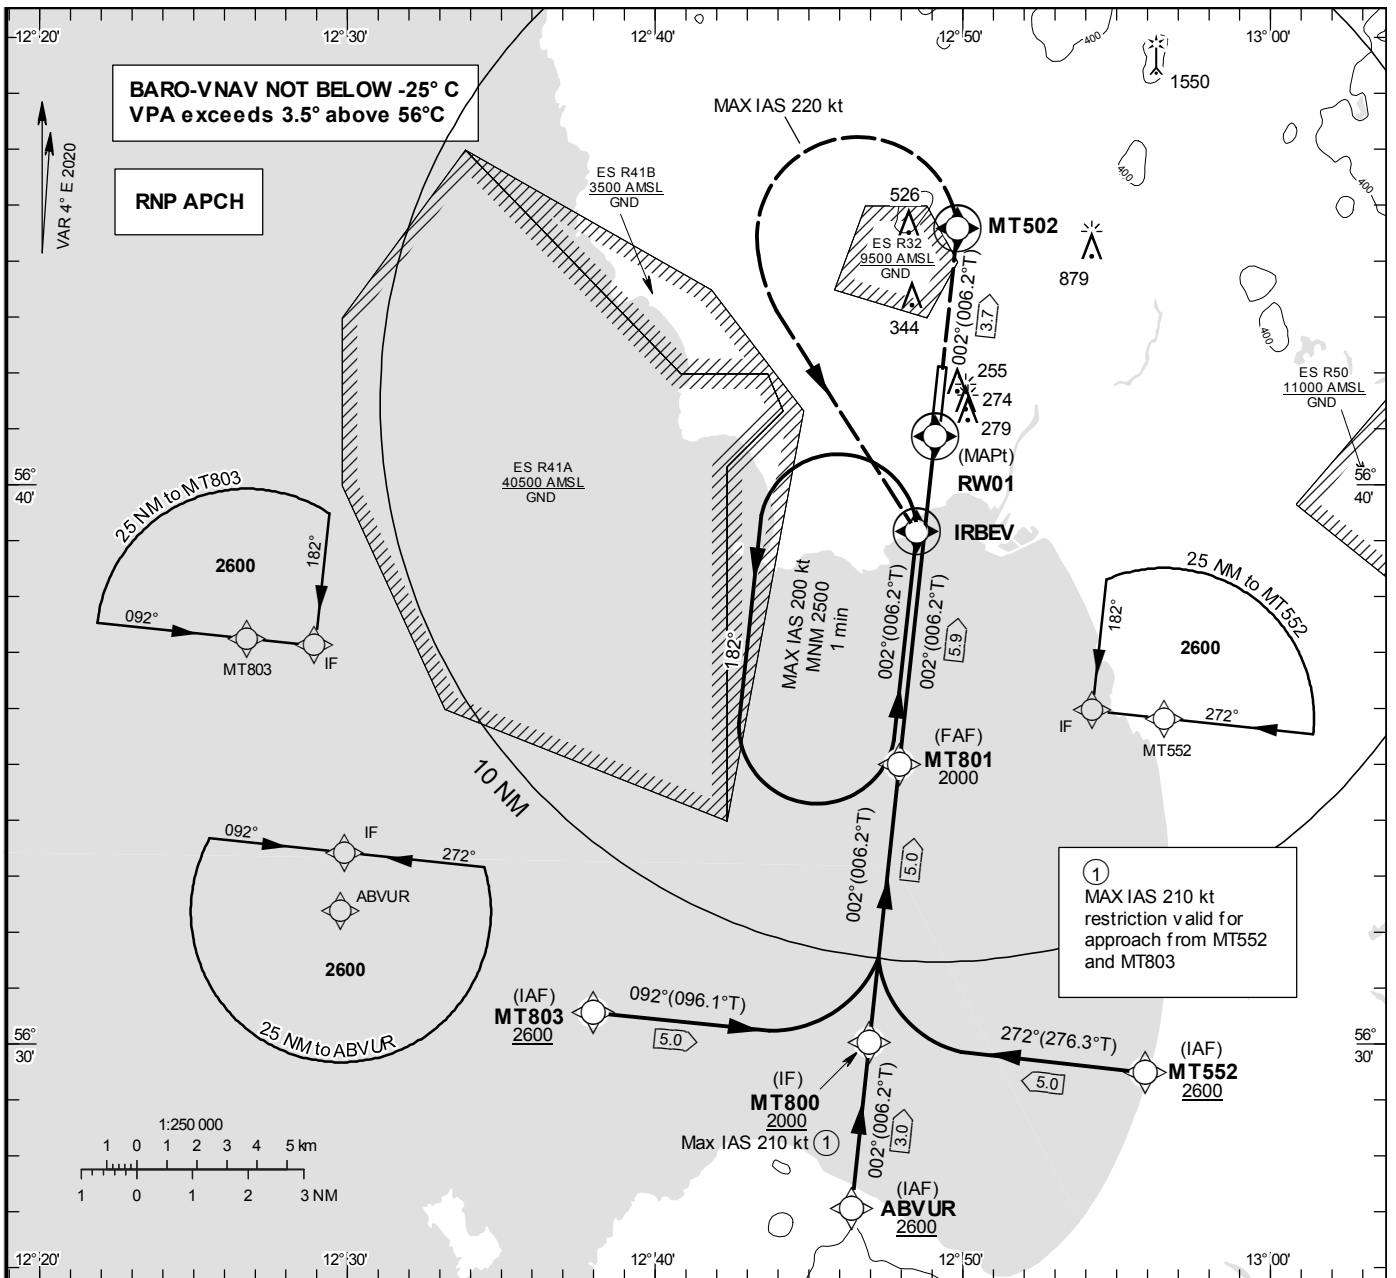 12°20'
12°30'
12°40'
12°50'
13°00'
BARO-VNAV NOT BELOW -25° C
VPA exceeds 3.5° above 56°C
RNP APCH
VAR 4° E 2020
MAX IAS 220 kt
400
1550
400
400
ES R41B
3500 AMSL
GND
526
ES R32
9500 AMSL
GND
344
MT502
879
002°(006.2°T)
3.7
400
255
274
279
ES R50
11000 AMSL
GND
(MAPt)
RW01
IRBEV
ES R41A
40500 AMSL
GND
56°
40'
56°
40'
25 NM to MT803
2600
182°
092°
MT803
IF
182°
MAX IAS 200 kt
MNM 2500
1 min
002°(006.2°T)
002°(006.2°T)
5.9
25 NM to MT552
182°
2600
IF
272°
MT552
(FAF)
MT801
2000
10 NM
002°(006.2°T)
5.0
092°
IF
272°
ABVUR
2600
25 NM to ABVUR
1
MAX IAS 210 kt
restriction valid for
approach from MT552
and MT803
(IAF)
MT803
2600
092°(096.1°T)
5.0
272°(276.3°T)
5.0
(IAF)
MT552
2600
56°
30'
56°
30'
(IF)
MT800
2000
Max IAS 210 kt 1
002°(006.2°T)
3.0
(IAF)
ABVUR
2600
1:250 000
1 0 1 2 3 4 5 km
1 0 1 2 3 NM
12°20'
12°30'
12°40'
12°50'
13°00'